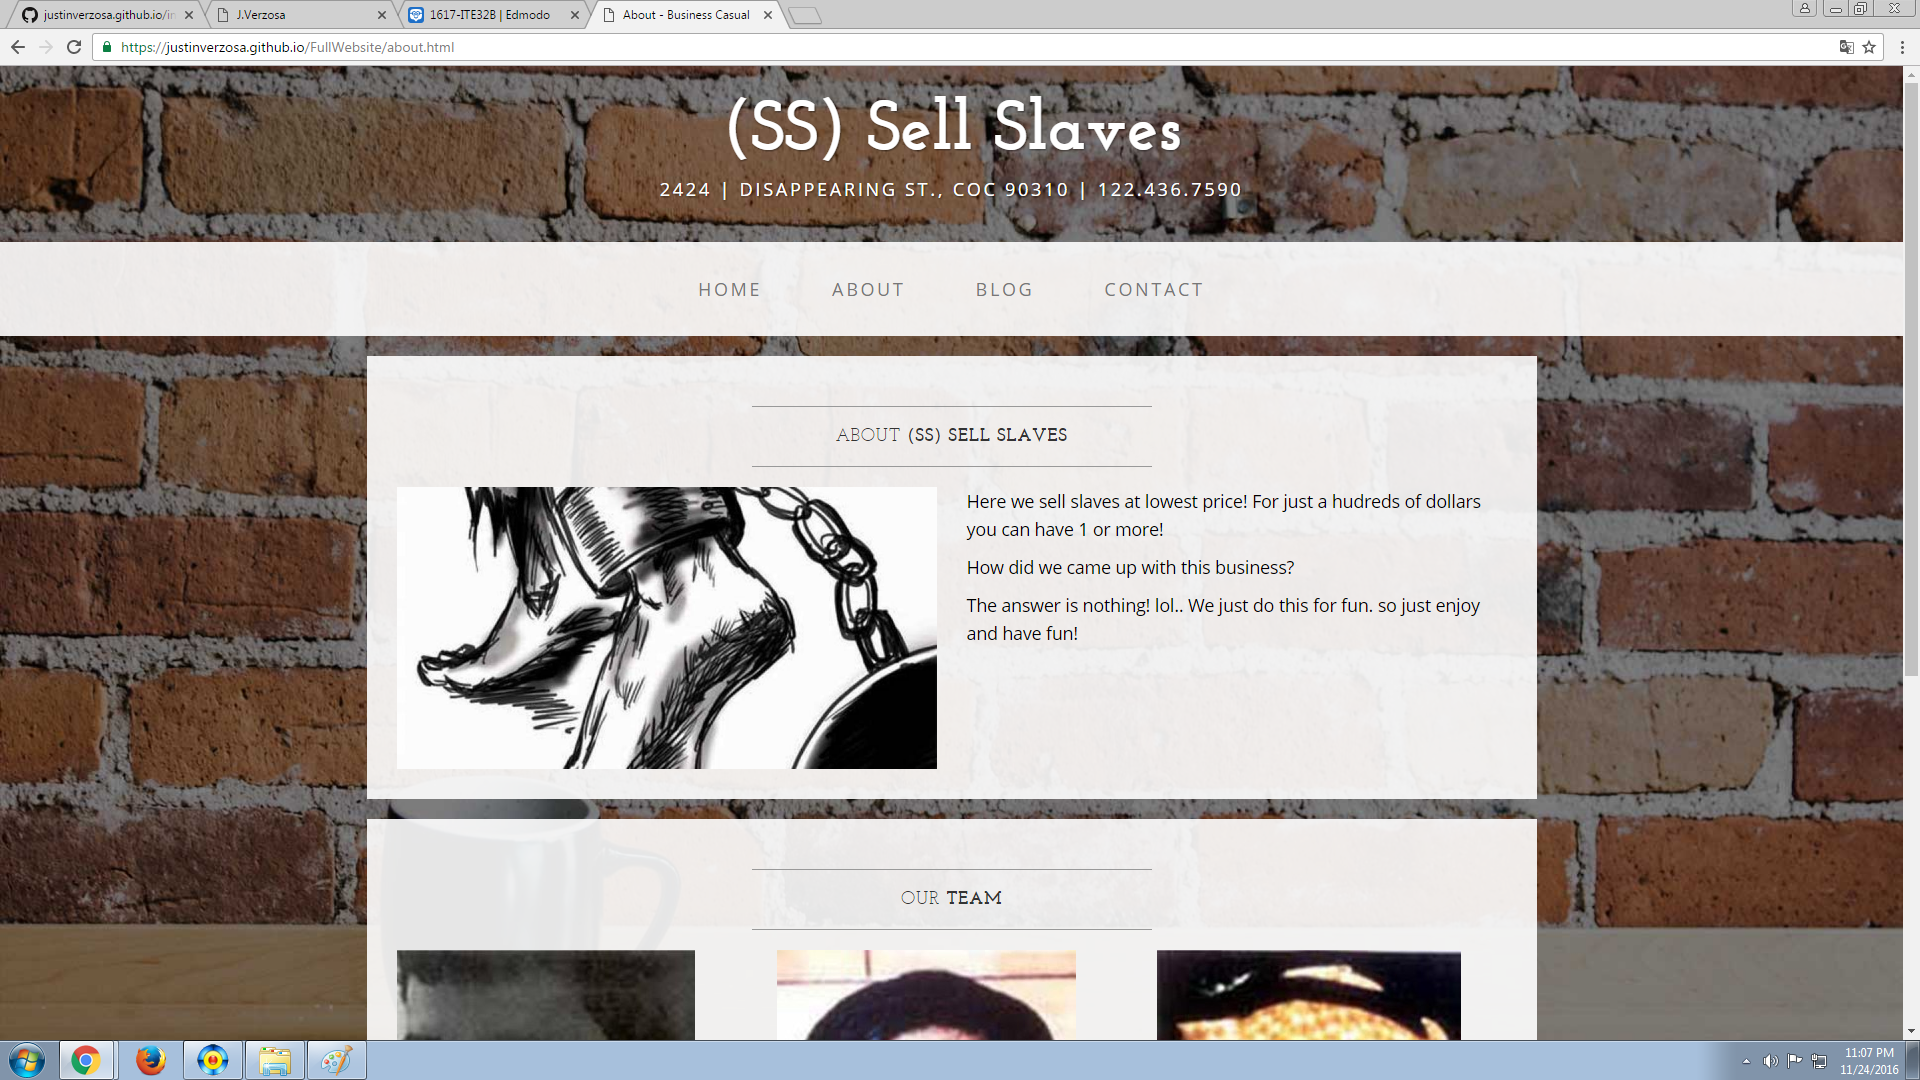 justinverzosa.github.io/in
J.Verzosa
1617-ITE32B | Edmodo
About - Business Casual
https://justinverzosa.github.io/FullWebsite/about.html
(SS) Sell Slaves
2424 | DISAPPEARING ST., COC 90310 | 122.436.7590
HOME
ABOUT
BLOG
CONTACT
ABOUT (SS) SELL SLAVES
Here we sell slaves at lowest price! For just a hudreds of dollars
you can have 1 or more!
How did we came up with this business?
The answer is nothing! lol.. We just do this for fun. so just enjoy
and have fun!
OUR TEAM
11:07 PM
11/24/2016